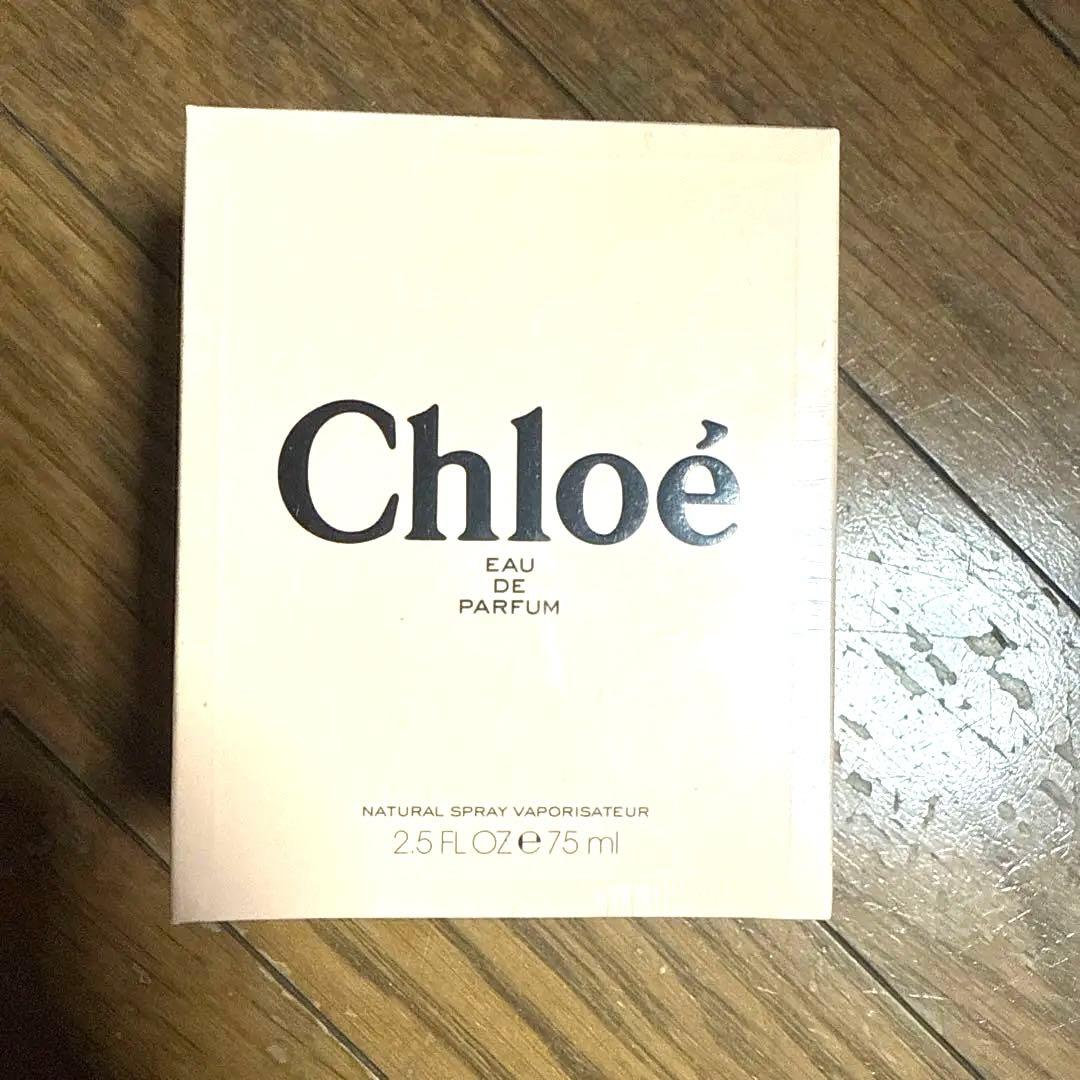 Chloé
EAU
DE
PARFUM
NATURAL SPRAY VAPORISATEUR
2.5 FL OZ ℮ 75 ml